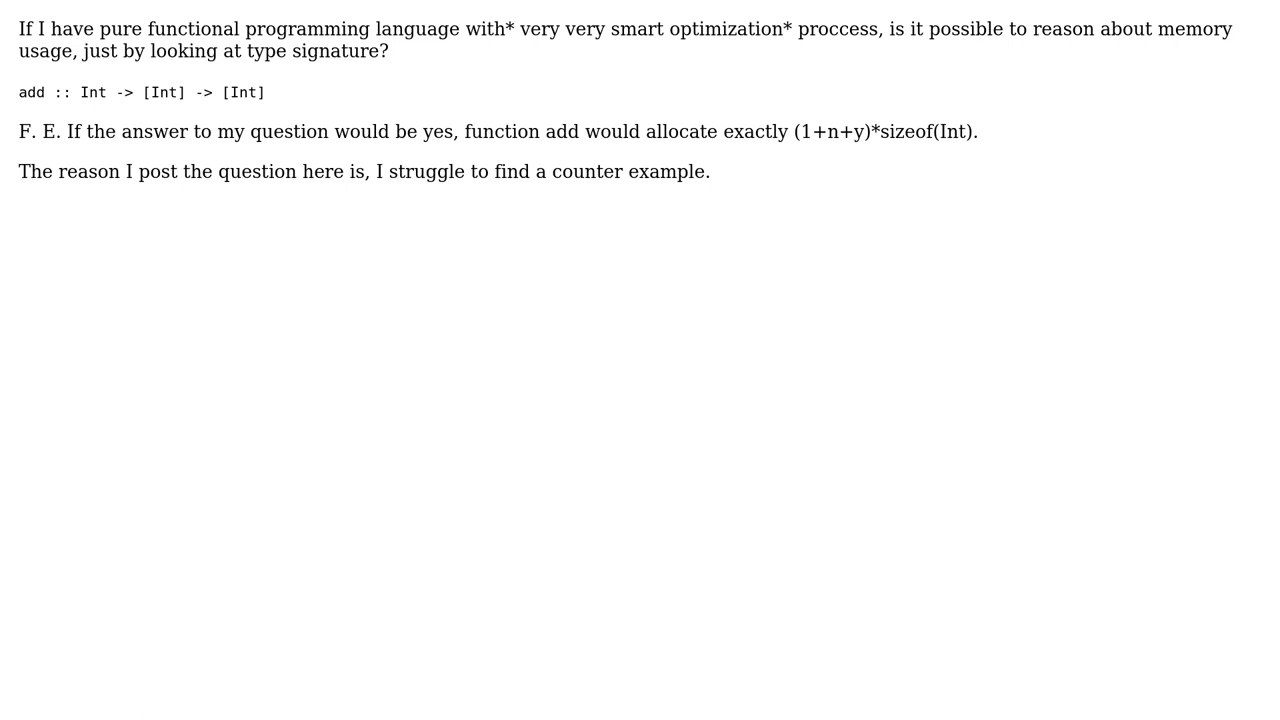 If I have pure functional programming language with* very very smart optimization* proccess, is it possible to reason about memory
usage, just by looking at type signature?
add :: Int -> [Int] -> [Int]
F. E. If the answer to my question would be yes, function add would allocate exactly (1+n+y)*sizeof(Int).
The reason I post the question here is, I struggle to find a counter example.